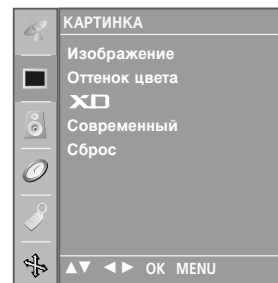 КАРТИНКА
Изображение
Оттенок цвета
XD
Современный
Сброс
▲▼ ◄► OK MENU